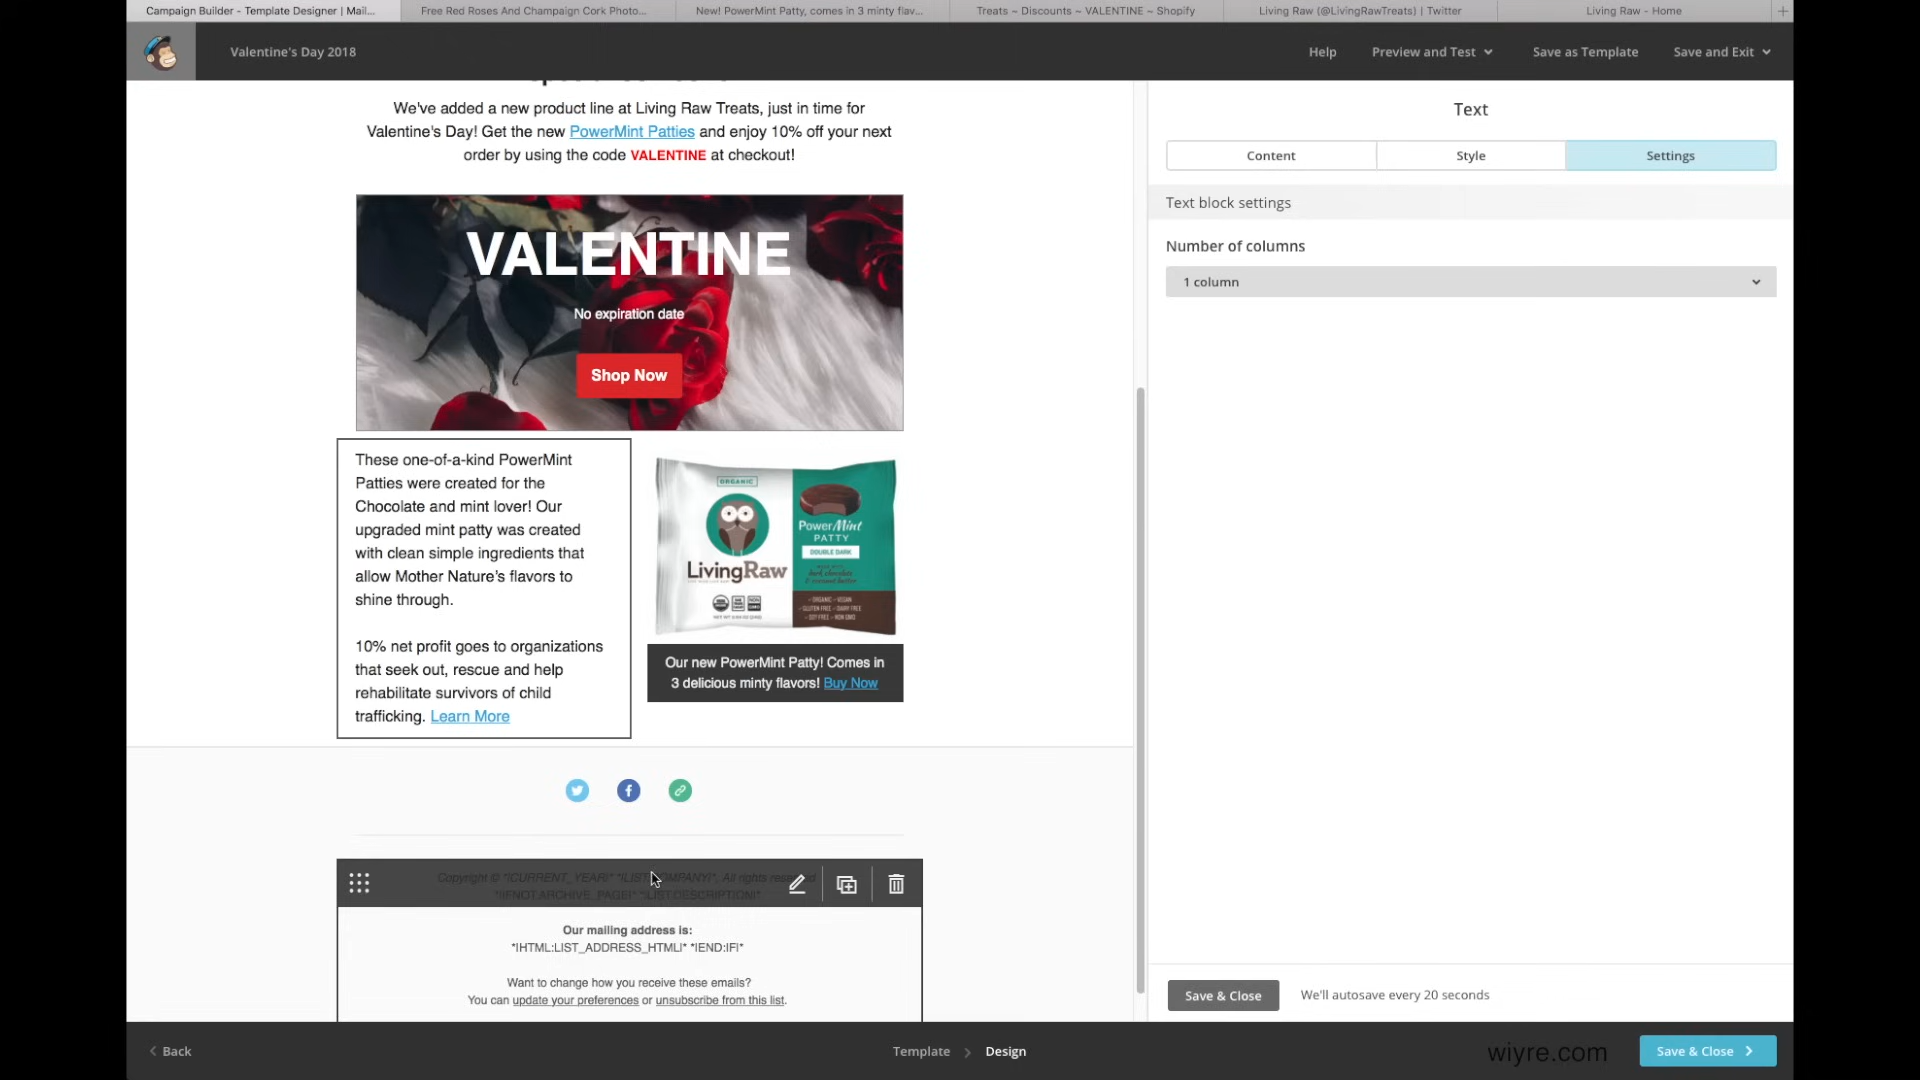 Campaign Builder - Template Designer | Mail...
Free Red Roses And Champaign Cork Photo...
New! PowerMint Patty, comes in 3 minty flav...
Treats ~ Discounts ~ VALENTINE ~ Shopify
Living Raw (@LivingRawTreats) | Twitter
Living Raw - Home
Valentine's Day 2018
Help
Preview and Test
Save as Template
Save and Exit
We've added a new product line at Living Raw Treats, just in time for
Valentine's Day! Get the new PowerMint Patties and enjoy 10% off your next
order by using the code VALENTINE at checkout!
VALENTINE
No expiration date
Shop Now
These one-of-a-kind PowerMint
Patties were created for the
Chocolate and mint lover! Our
upgraded mint patty was created
with clean simple ingredients that
allow Mother Nature's flavors to
shine through.
10% net profit goes to organizations
that seek out, rescue and help
rehabilitate survivors of child
trafficking. Learn More
ORGANIC
PowerMint
PATTY
DOUBLE DARK
LivingRaw
Our new PowerMint Patty! Comes in
3 delicious minty flavors! Buy Now
Copyright © *|CURRENT_YEAR|* *|LIST:COMPANY|*, All rights
*|IFNOT:ARCHIVE_PAGE|* *|LIST:DESCRIPTION|*
Our mailing address is:
*|HTML:LIST_ADDRESS_HTML|* *|END:IF|*
Want to change how you receive these emails?
You can update your preferences or unsubscribe from this list.
Text
Content
Style
Settings
Text block settings
Number of columns
1 column
Save & Close
We'll autosave every 20 seconds
Back
Template
Design
wiyre.com
Save & Close